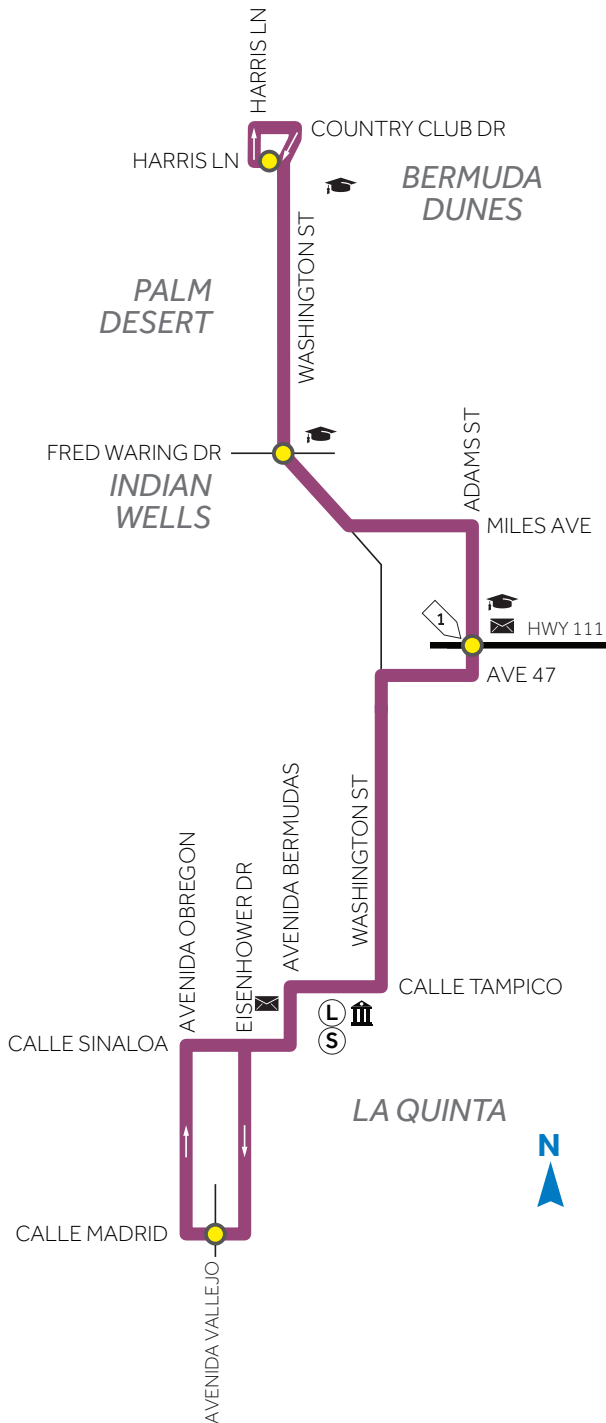 HARRIS LN
COUNTRY CLUB DR
HARRIS LN
BERMUDA
DUNES
WASHINGTON ST
PALM
DESERT
FRED WARING DR
INDIAN
WELLS
ADAMS ST
MILES AVE
1
HWY 111
AVE 47
WASHINGTON ST
AVENIDA BERMUDAS
AVENIDA OBREGON
EISENHOWER DR
CALLE TAMPICO
L
S
CALLE SINALOA
LA QUINTA
N
CALLE MADRID
AVENIDA VALLEJO